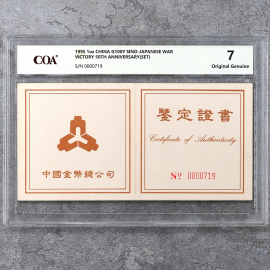 COA
1995 1oz CHINA G100Y SINO-JAPANESE WAR
VICTORY 50TH ANNIVERSARY(SET)
S/N 0000719
7
Original Genuine
中國金幣總公司
鑒定證書
Certificate of Authenticity
Nº 0000719